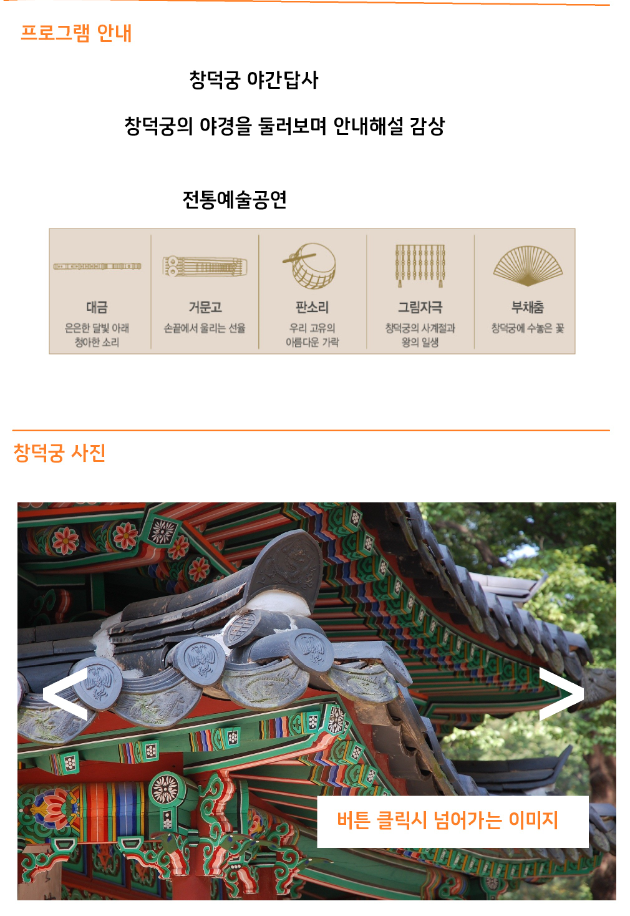 프로그램 안내
창덕궁 야간답사
창덕궁의 야경을 둘러보며 안내해설 감상
전통예술공연
대금
은은한 달빛 아래
청아한 소리
거문고
손끝에서 울리는 선율
판소리
우리 고유의
아름다운 가락
그림자극
창덕궁의 사계절과
왕의 일생
부채춤
창덕궁에 수놓은 꽃
창덕궁 사진
< >
버튼 클릭시 넘어가는 이미지